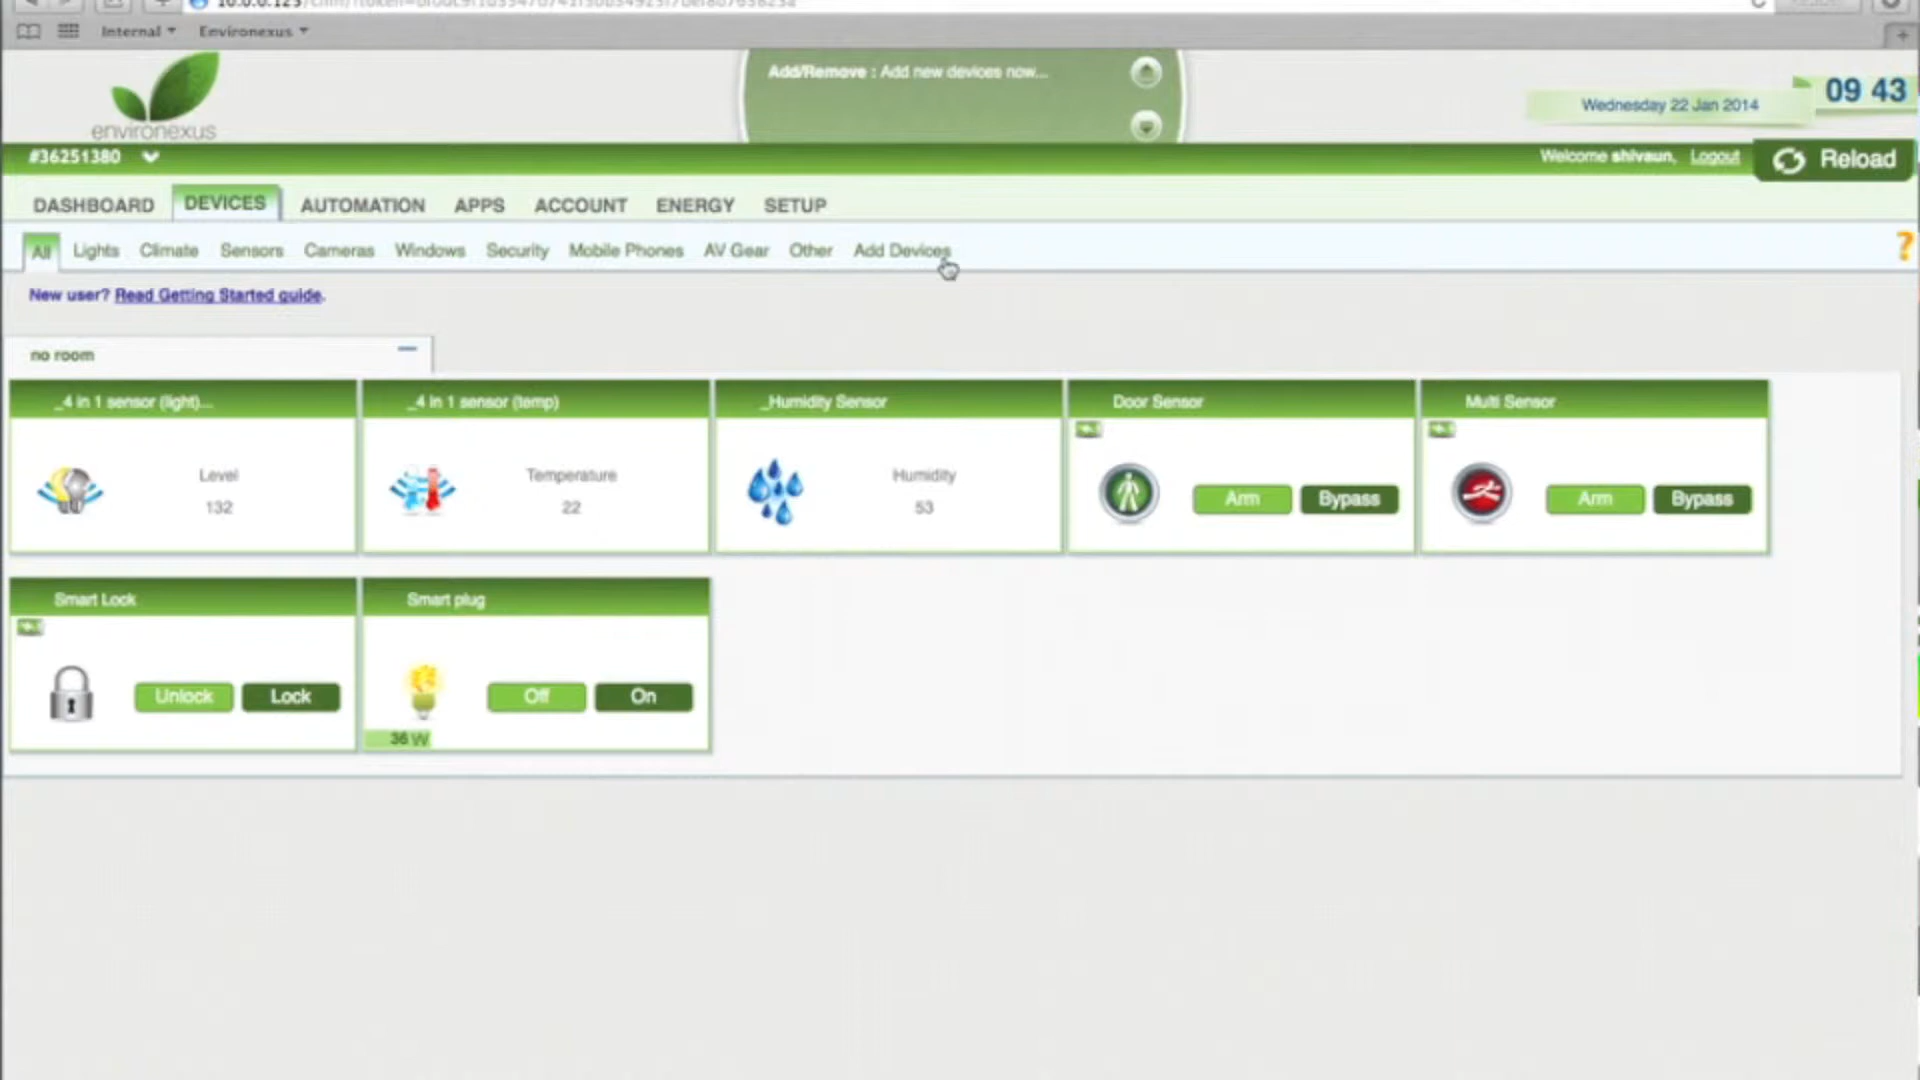 Internal Environexus
environexus
Add/Remove : Add new devices now...
Wednesday 22 Jan 2014
09 43
#36251380
Welcome shivaun, Logout
Reload
DASHBOARD DEVICES AUTOMATION APPS ACCOUNT ENERGY SETUP
All Lights Climate Sensors Cameras Windows Security Mobile Phones AV Gear Other Add Devices
?
New user? Read Getting Started guide.
no room
_4 in 1 sensor (light)... _4 in 1 sensor (temp) _Humidity Sensor Door Sensor Multi Sensor
Level Temperature Humidity
132 22 53 Arm Bypass Arm Bypass
Smart Lock Smart plug
Unlock Lock Off On
36 W